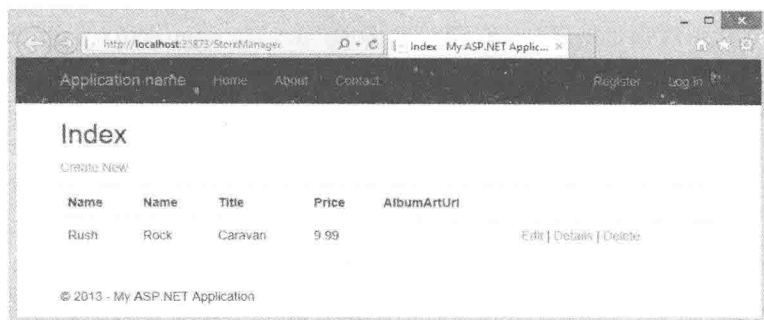 http://localhost:25873/StoreManager
Index - My ASP.NET Applic... ×
Application name Home About Contact Register Log in
Index
Create New
Name Name Title Price AlbumArtUrl
Rush Rock Caravan 9.99 Edit | Details | Delete
© 2013 - My ASP.NET Application